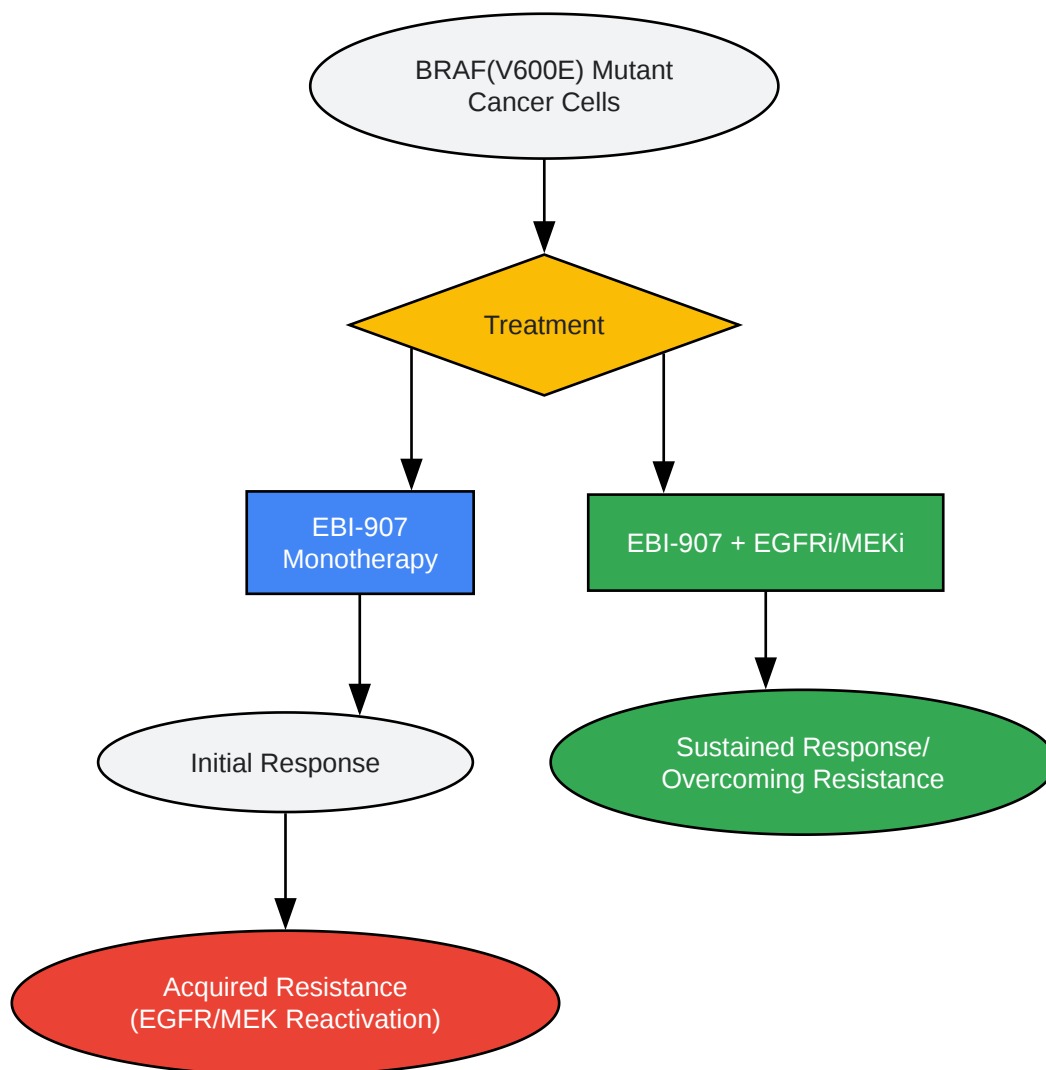 BRAF(V600E) Mutant
Cancer Cells
Treatment
EBI-907
Monotherapy
EBI-907 + EGFRi/MEKi
Initial Response
Sustained Response/
Overcoming Resistance
Acquired Resistance
(EGFR/MEK Reactivation)